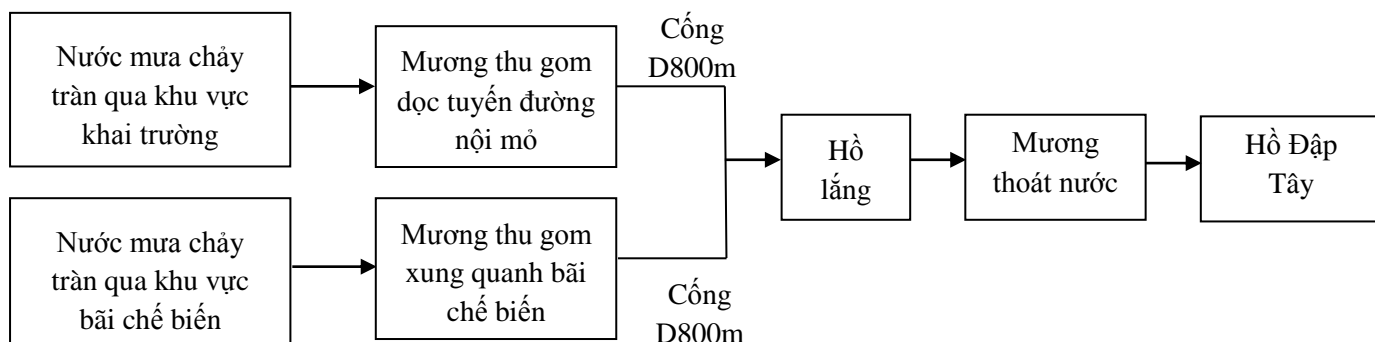 Nước mưa chảy
tràn qua khu vực
khai trường
Mương thu gom
dọc tuyến đường
nội mỏ
Cống
D800m
Hồ
lắng
Mương
thoát nước
Hồ Đập
Tây
Nước mưa chảy
tràn qua khu vực
bãi chế biến
Mương thu gom
xung quanh bãi
chế biến
Cống
D800m